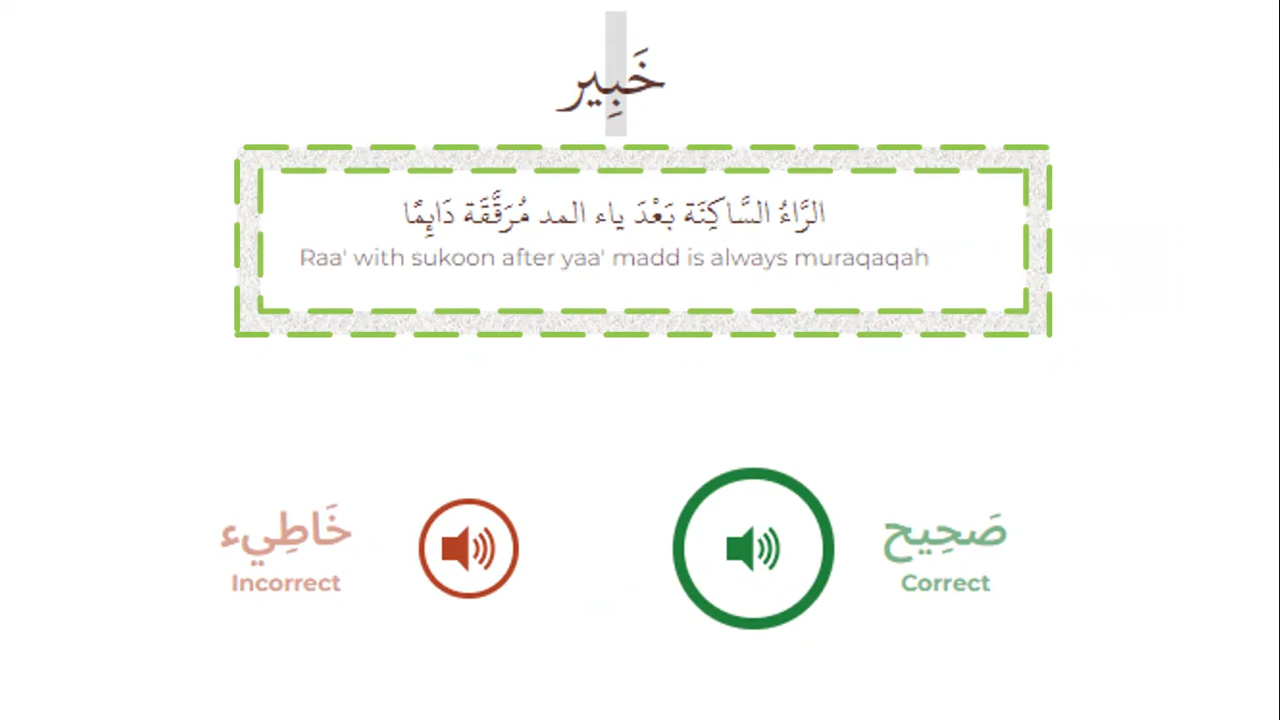 خَبِير
الرَّاءُ السَّاكِنَة بَعْدَ ياء المد مُرَقَّقَة دَائِمًا
Raa' with sukoon after yaa' madd is always muraqaqah
خَاطِيء
Incorrect
صَحِيح
Correct